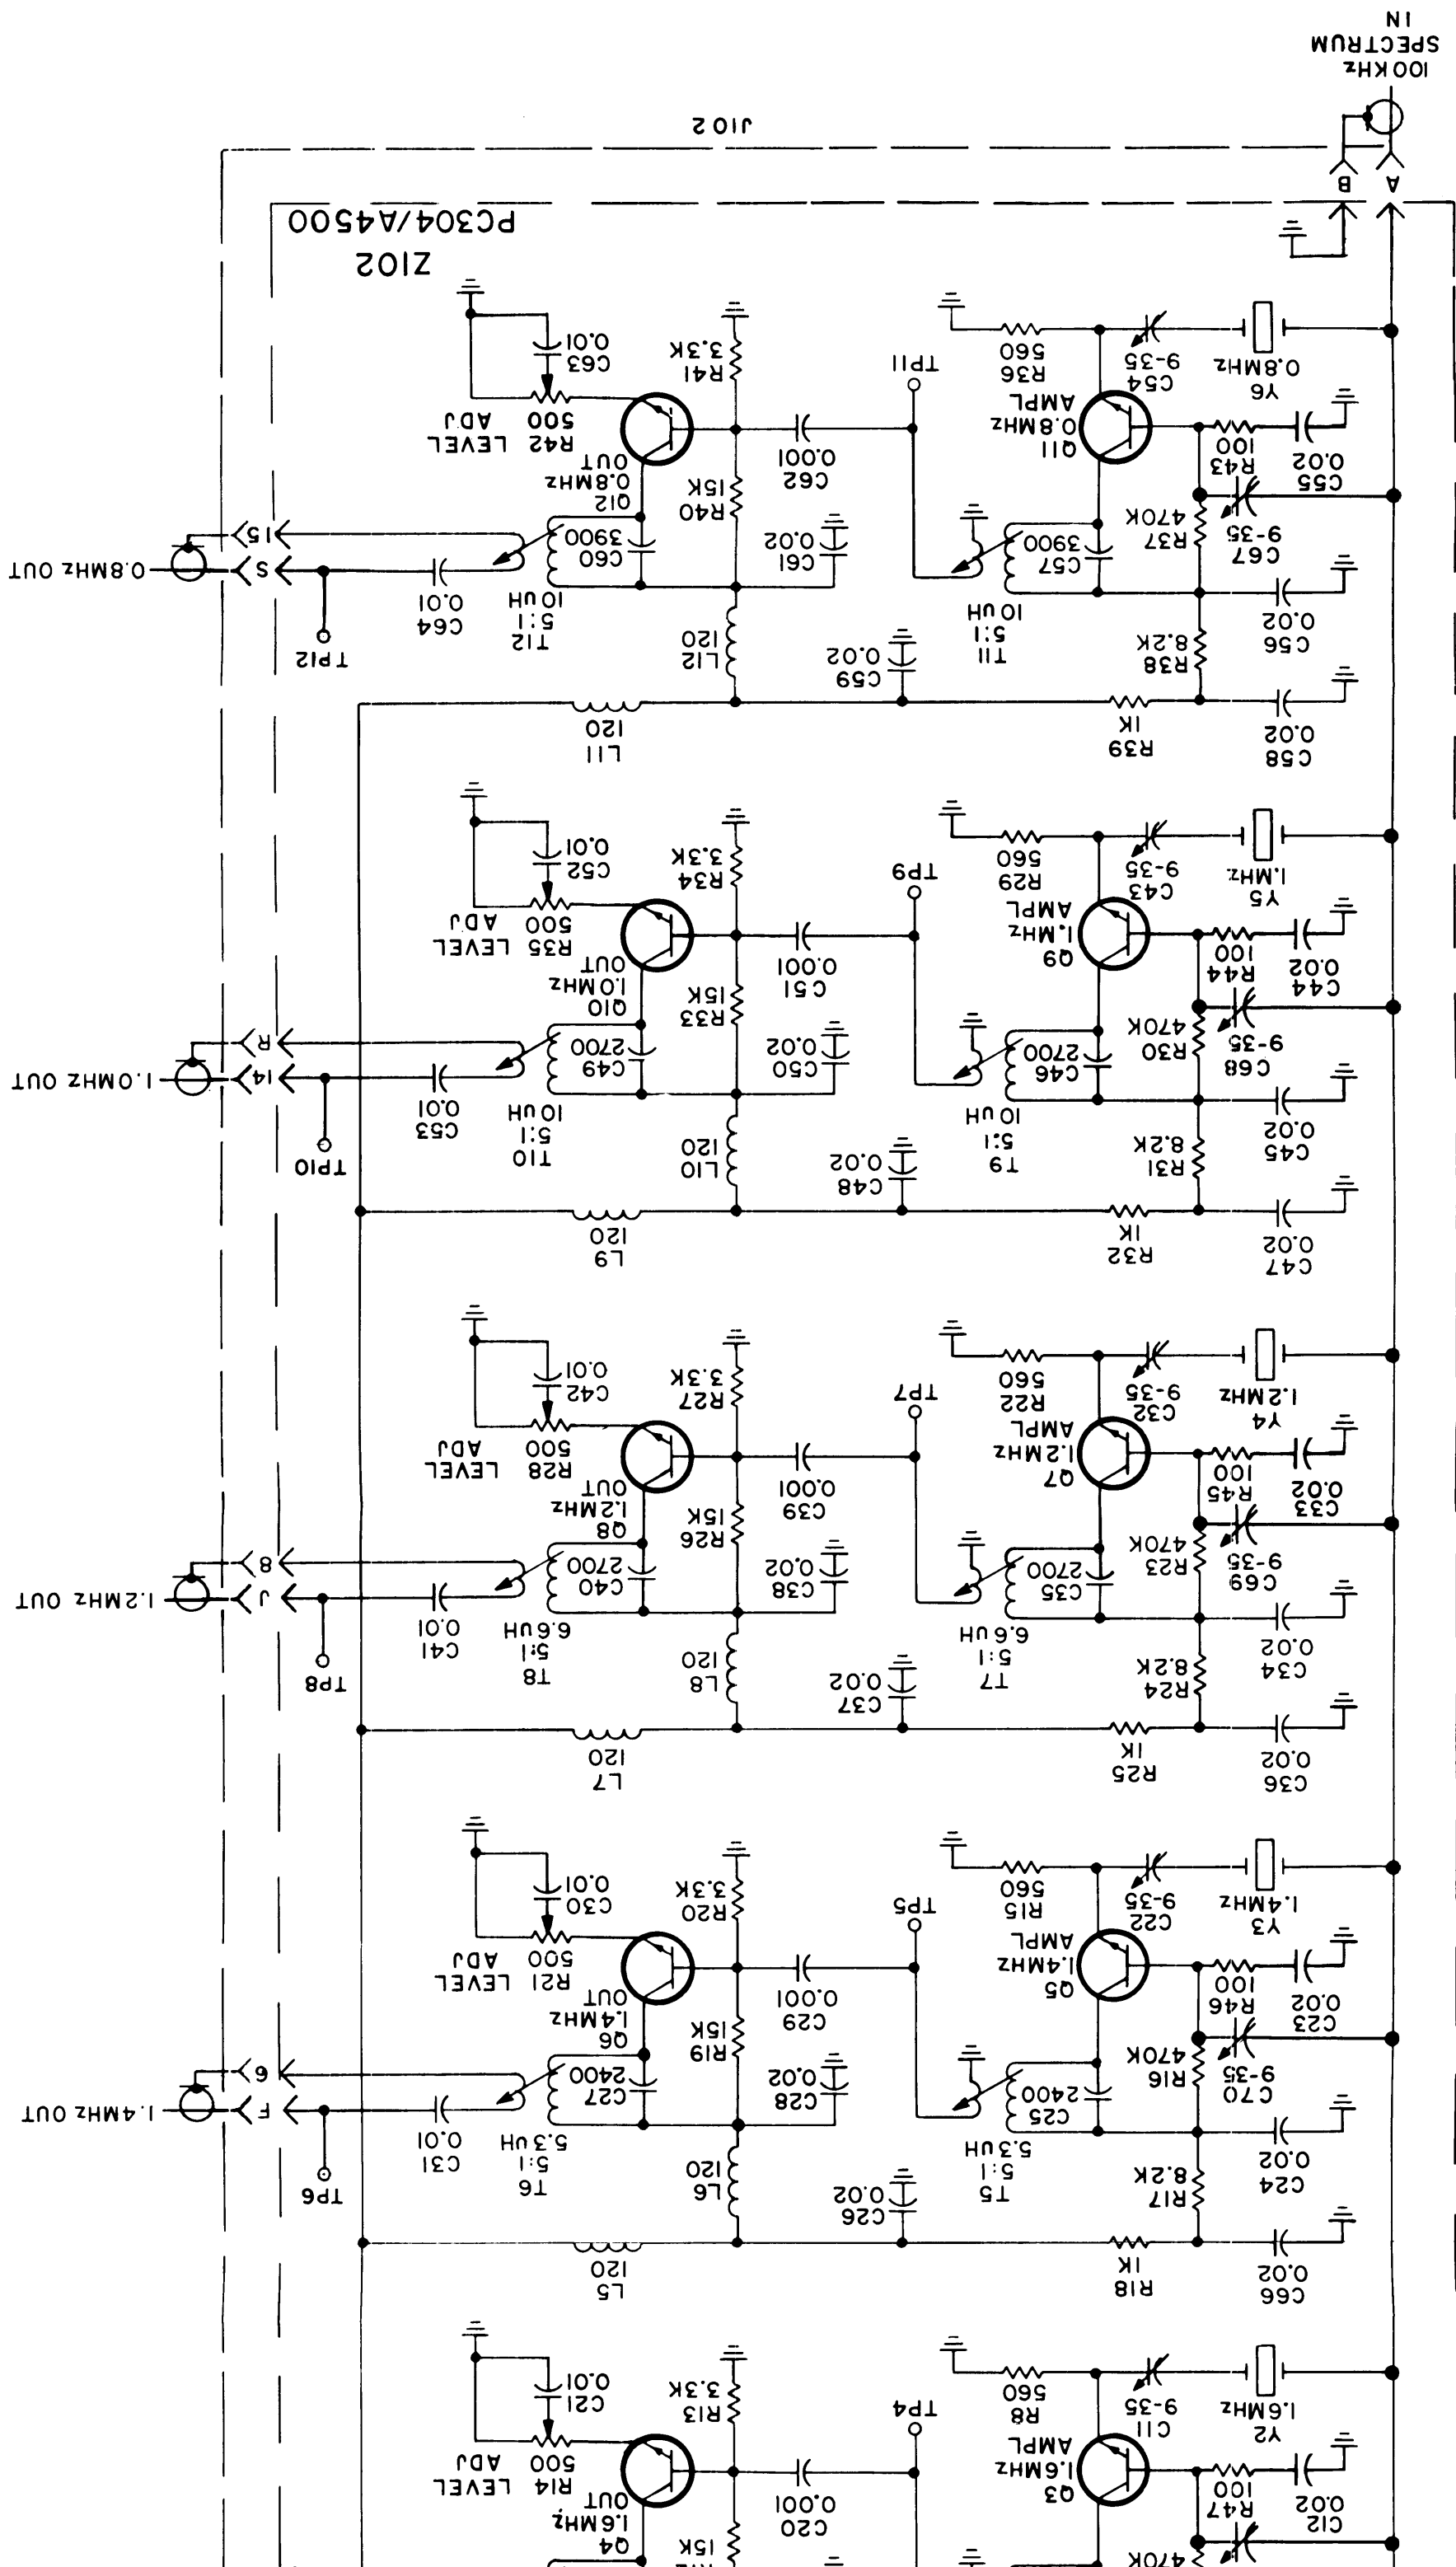 470K
C12
0.02
R47
100
Q3
1.6MHz
AMPL
Y2
1.6MHz
C11
9-35
R8
560
TP4
C20
0.001
15K
R13
3.3K
Q4
1.6MHz
OUT
R14
500
LEVEL
ADJ
C21
0.01
C66
0.02
R18
1K
L5
120
R17
8.2K
C24
0.02
C26
0.02
L6
120
T5
5:1
5.3UH
T6
5:1
5.3UH
C31
0.01
TP6
F
1.4MHz OUT
6
C70
9-35
R16
470K
C25
2400
C28
0.02
R19
15K
C27
2400
C23
0.02
R46
100
Q5
1.4MHz
AMPL
C29
0.001
Q6
1.4MHz
OUT
R21
500
LEVEL
ADJ
Y3
1.4MHz
C22
9-35
R15
560
TP5
R20
3.3K
C30
0.01
C36
0.02
R25
1K
L7
120
R24
8.2K
C34
0.02
C37
0.02
L8
120
T7
5:1
6.6UH
T8
5:1
6.6UH
C41
0.01
TP8
J
1.2MHz OUT
8
C69
9-35
R23
470K
C35
2700
C38
0.02
R26
15K
C40
2700
C33
0.02
R45
100
Q7
1.2MHz
AMPL
C39
0.001
Q8
1.2MHz
OUT
R28
500
LEVEL
ADJ
Y4
1.2MHz
C32
9-35
R22
560
TP7
R27
3.3K
C42
0.01
C47
0.02
R32
1K
L9
120
R31
8.2K
C45
0.02
C48
0.02
L10
120
T9
5:1
10UH
T10
5:1
10UH
C53
0.01
TP10
14
1.0MHz OUT
R
C68
9-35
R30
470K
C46
2700
C50
0.02
R33
15K
C49
2700
C44
0.02
R44
100
Q9
1.MHz
AMPL
C51
0.001
Q10
1.0MHz
OUT
R35
500
LEVEL
ADJ
Y5
1.MHz
C43
9-35
R29
560
TP9
R34
3.3K
C52
0.01
C58
0.02
R39
1K
L11
120
R38
8.2K
C56
0.02
C59
0.02
L12
120
T11
5:1
10UH
T12
5:1
10UH
C64
0.01
TP12
S
0.8MHz OUT
15
C67
9-35
R37
470K
C57
3900
C61
0.02
R40
15K
C60
3900
C55
0.02
R43
100
Q11
0.8MHz
AMPL
C62
0.001
Q12
0.8MHz
OUT
R42
500
LEVEL
ADJ
Y6
0.8MHz
C54
9-35
R36
560
TP11
R41
3.3K
C63
0.01
Z102
PC304/A4500
A
B
J102
100KHz
SPECTRUM
IN